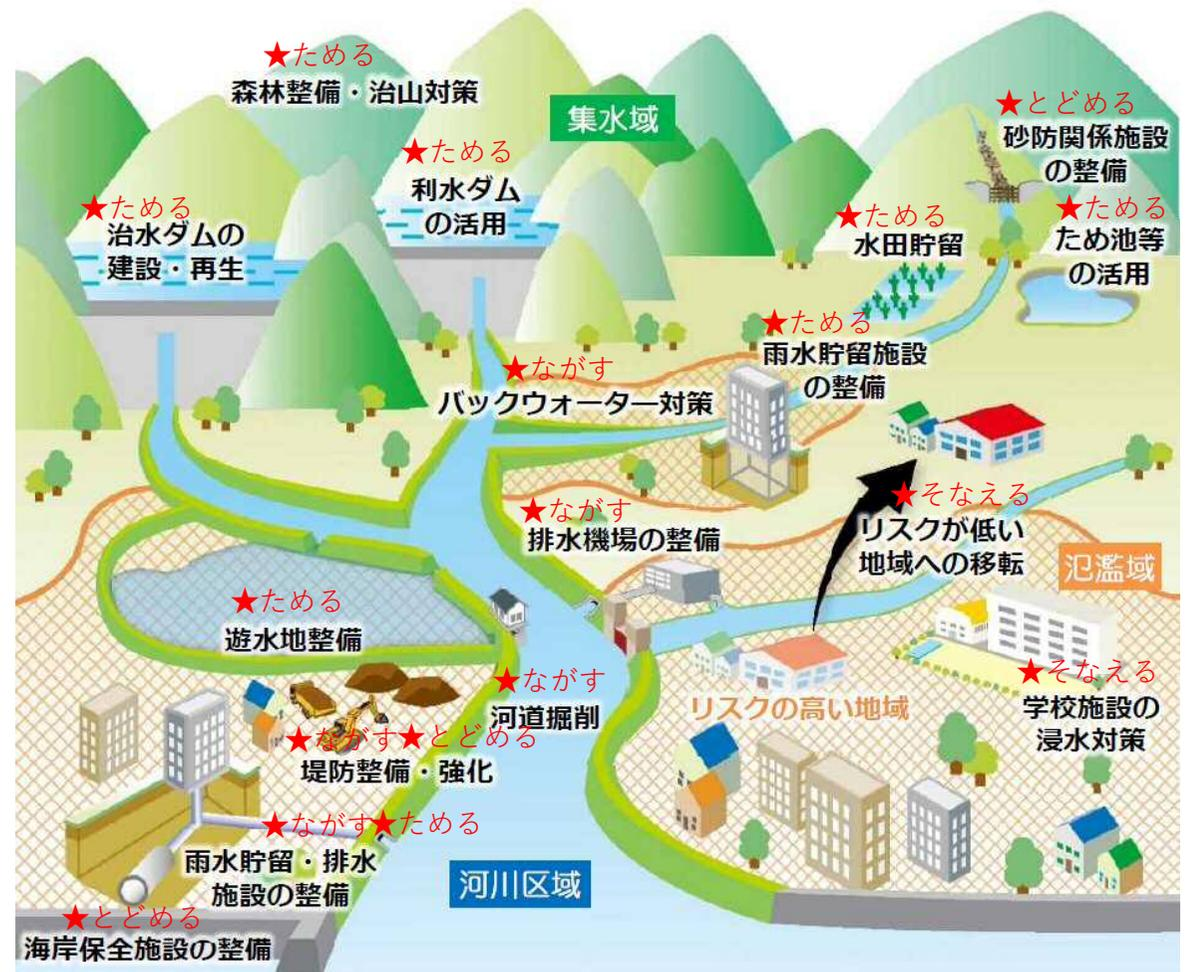 ★ためる
森林整備・治山対策
集水域
★とどめる
砂防関係施設
の整備
★ためる
利水ダム
の活用
★ためる
治水ダムの
建設・再生
★ためる
水田貯留
★ためる
ため池等
の活用
★ためる
雨水貯留施設
の整備
★ながす
バックウォーター対策
★ながす
排水機場の整備
★そなえる
リスクが低い
地域への移転
氾濫域
★ためる
遊水地整備
★ながす
河道掘削
リスクの高い地域
★そなえる
学校施設の
浸水対策
★ながす★とどめる
堤防整備・強化
★ながす★ためる
雨水貯留・排水
施設の整備
河川区域
★とどめる
海岸保全施設の整備